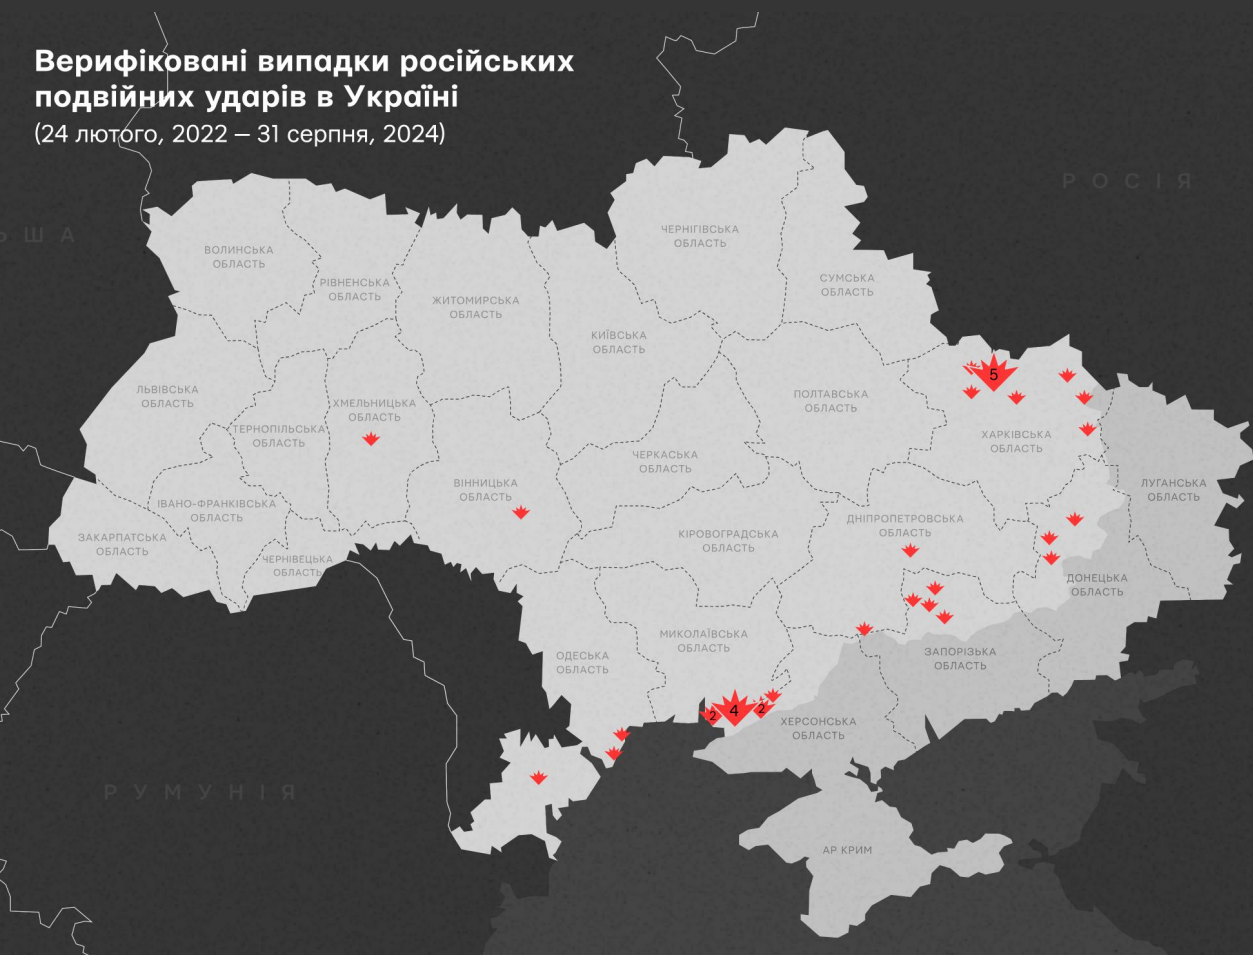 Верифіковані випадки російських
подвійних ударів в Україні
(24 лютого, 2022 — 31 серпня, 2024)
РОСІЯ
ЬША
ВОЛИНСЬКА
ОБЛАСТЬ
РІВНЕНСЬКА
ОБЛАСТЬ
ЖИТОМИРСЬКА
ОБЛАСТЬ
КИЇВСЬКА
ОБЛАСТЬ
ЧЕРНІГІВСЬКА
ОБЛАСТЬ
СУМСЬКА
ОБЛАСТЬ
ЛЬВІВСЬКА
ОБЛАСТЬ
ТЕРНОПІЛЬСЬКА
ОБЛАСТЬ
ХМЕЛЬНИЦЬКА
ОБЛАСТЬ
ВІННИЦЬКА
ОБЛАСТЬ
ЧЕРКАСЬКА
ОБЛАСТЬ
ПОЛТАВСЬКА
ОБЛАСТЬ
5
ХАРКІВСЬКА
ОБЛАСТЬ
ЛУГАНСЬКА
ОБЛАСТЬ
ІВАНО-ФРАНКІВСЬКА
ОБЛАСТЬ
ЗАКАРПАТСЬКА
ОБЛАСТЬ
ЧЕРНІВЕЦЬКА
ОБЛАСТЬ
КІРОВОГРАДСЬКА
ОБЛАСТЬ
ДНІПРОПЕТРОВСЬКА
ОБЛАСТЬ
ДОНЕЦЬКА
ОБЛАСТЬ
ОДЕСЬКА
ОБЛАСТЬ
МИКОЛАЇВСЬКА
ОБЛАСТЬ
ЗАПОРІЗЬКА
ОБЛАСТЬ
2
4
2
ХЕРСОНСЬКА
ОБЛАСТЬ
РУМУНІЯ
АР КРИМ